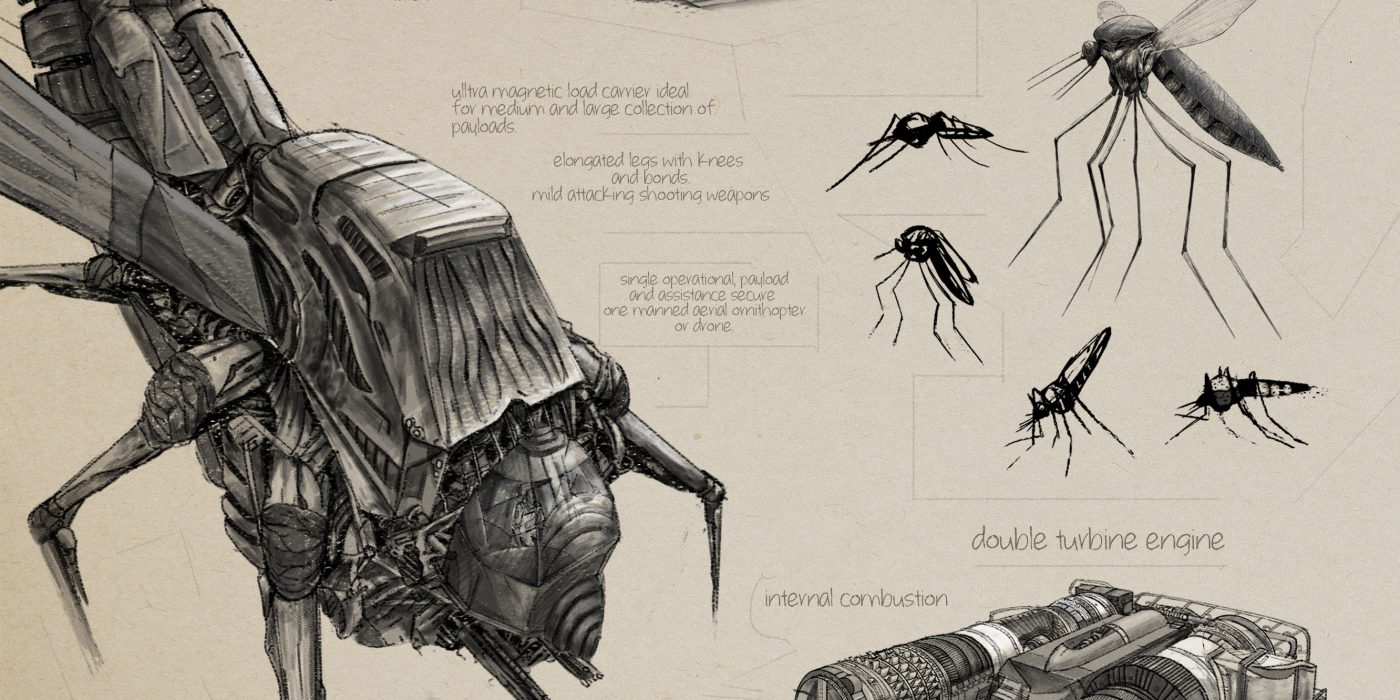 ulltra magnetic load carrier ideal
for medium and large collection of
payloads.
elongated legs with knees
and bonds.
mild attacking shooting weapons
single operational, payload
and assistance secure
one manned aerial ornithopter
or drone.
double turbine engine
internal combustion